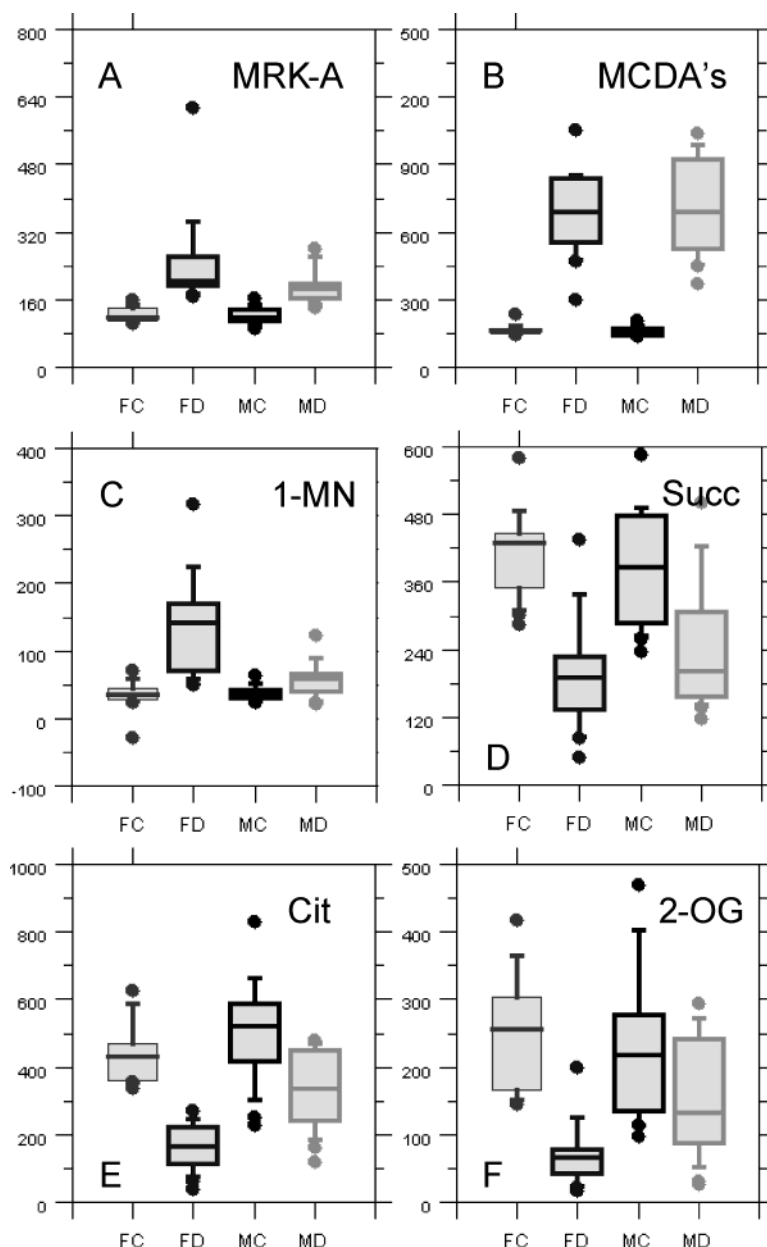 A
MRK-A
800
640
480
320
160
0
FC FD MC MD
B
MCDA's
500
200
900
600
300
0
FC FD MC MD
C
1-MN
400
300
200
100
0
-100
FC FD MC MD
Succ
600
480
360
240
120
0
D
FC FD MC MD
Cit
1000
800
600
400
200
0
E
FC FD MC MD
2-OG
500
400
300
200
100
0
F
FC FD MC MD